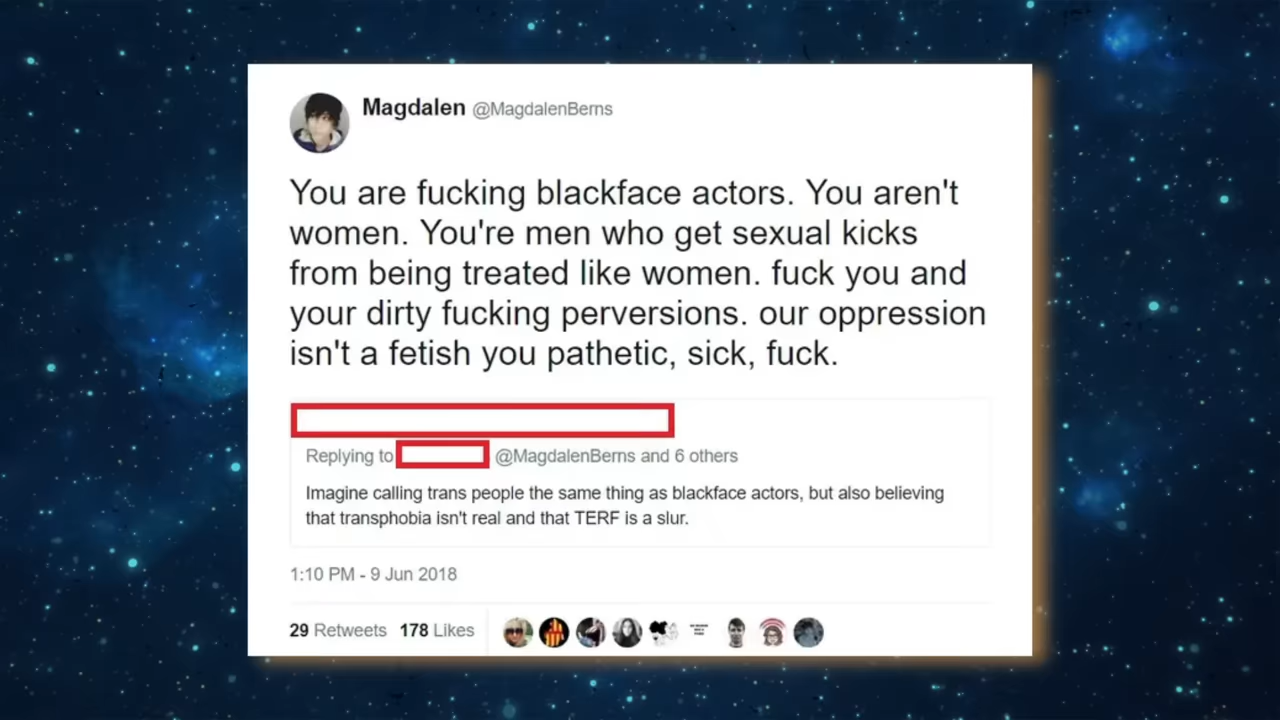 Magdalen @MagdalenBerns
You are fucking blackface actors. You aren't
women. You're men who get sexual kicks
from being treated like women. fuck you and
your dirty fucking perversions. our oppression
isn't a fetish you pathetic, sick, fuck.
Replying to @MagdalenBerns and 6 others
Imagine calling trans people the same thing as blackface actors, but also believing
that transphobia isn't real and that TERF is a slur.
1:10 PM - 9 Jun 2018
29 Retweets 178 Likes